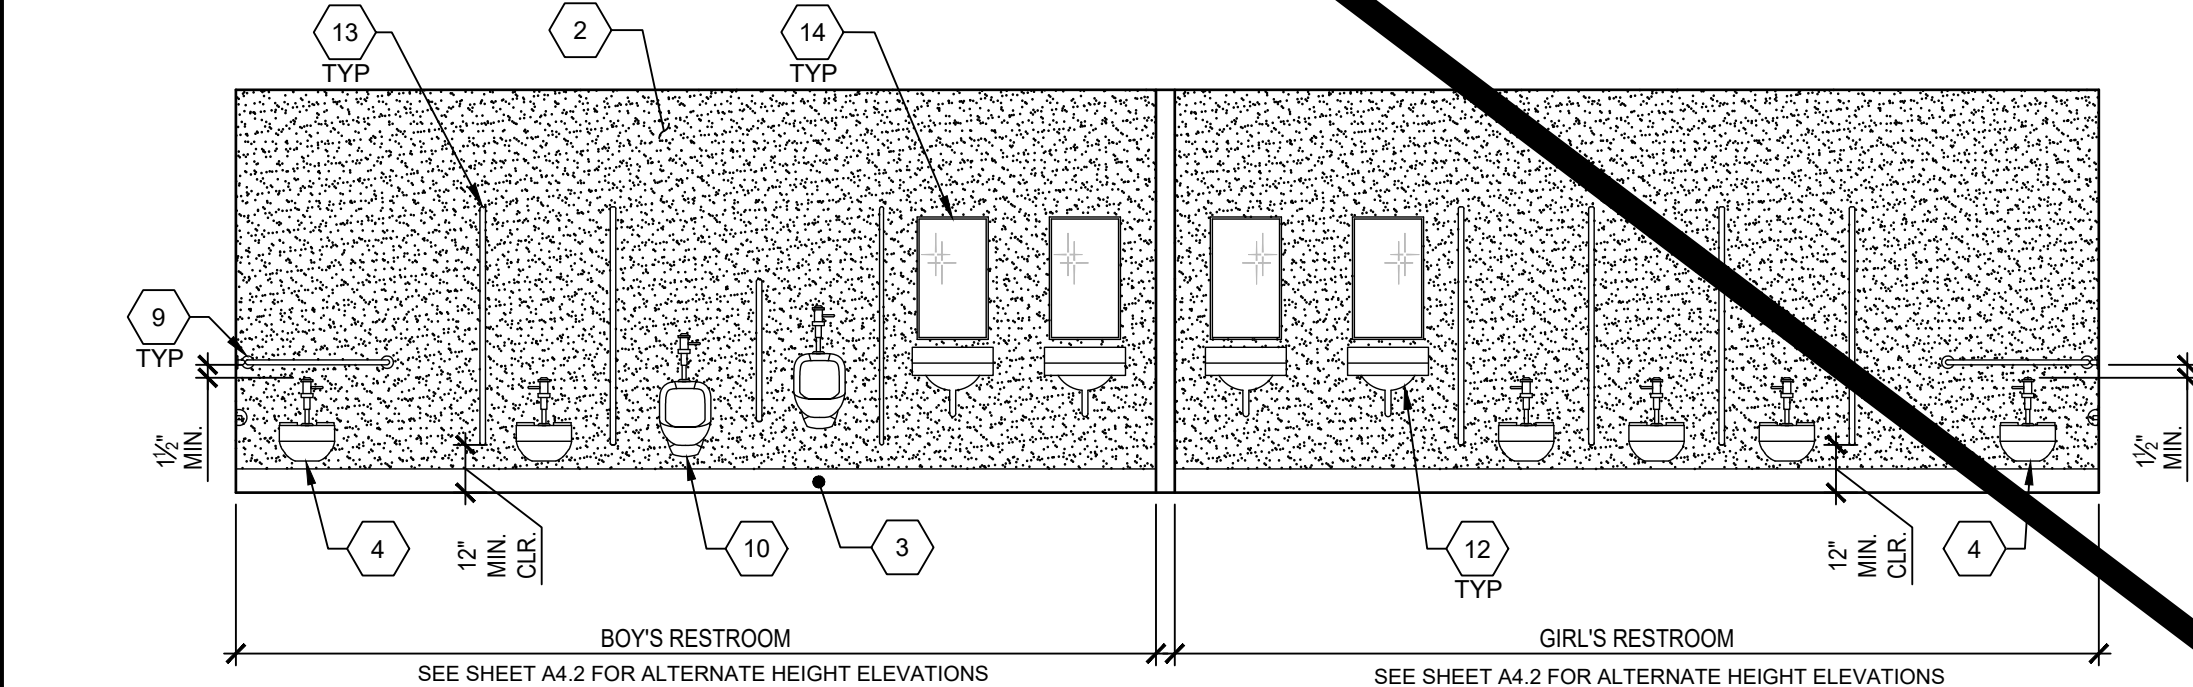 13
TYP
2
14
TYP
9
TYP
1½"
MIN.
4
12"
MIN.
CLR.
10
3
12
TYP
12"
MIN.
CLR.
4
1½"
MIN.
BOY'S RESTROOM
SEE SHEET A4.2 FOR ALTERNATE HEIGHT ELEVATIONS
GIRL'S RESTROOM
SEE SHEET A4.2 FOR ALTERNATE HEIGHT ELEVATIONS